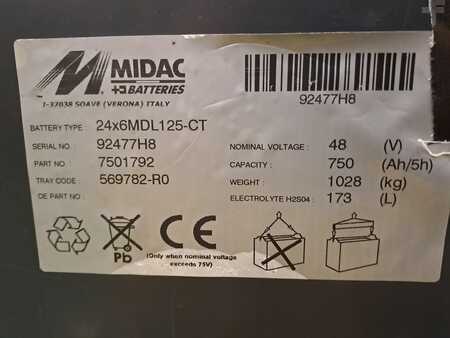 MIDAC
BATTERIES
I-37038 SOAVE (VERONA) ITALY
92477H8
BATTERY TYPE 24x6MDL125-CT
SERIAL NO. 92477H8
PART NO: 7501792
TRAY CODE: 569782-R0
OE PART NO:
NOMINAL VOLTAGE : 48 (V)
CAPACITY : 750 (Ah/5h)
WEIGHT : 1028 (kg)
ELECTROLYTE H2S04 : 173 (L)
Pb
CE
(Only when nominal voltage
exceeds 75V)